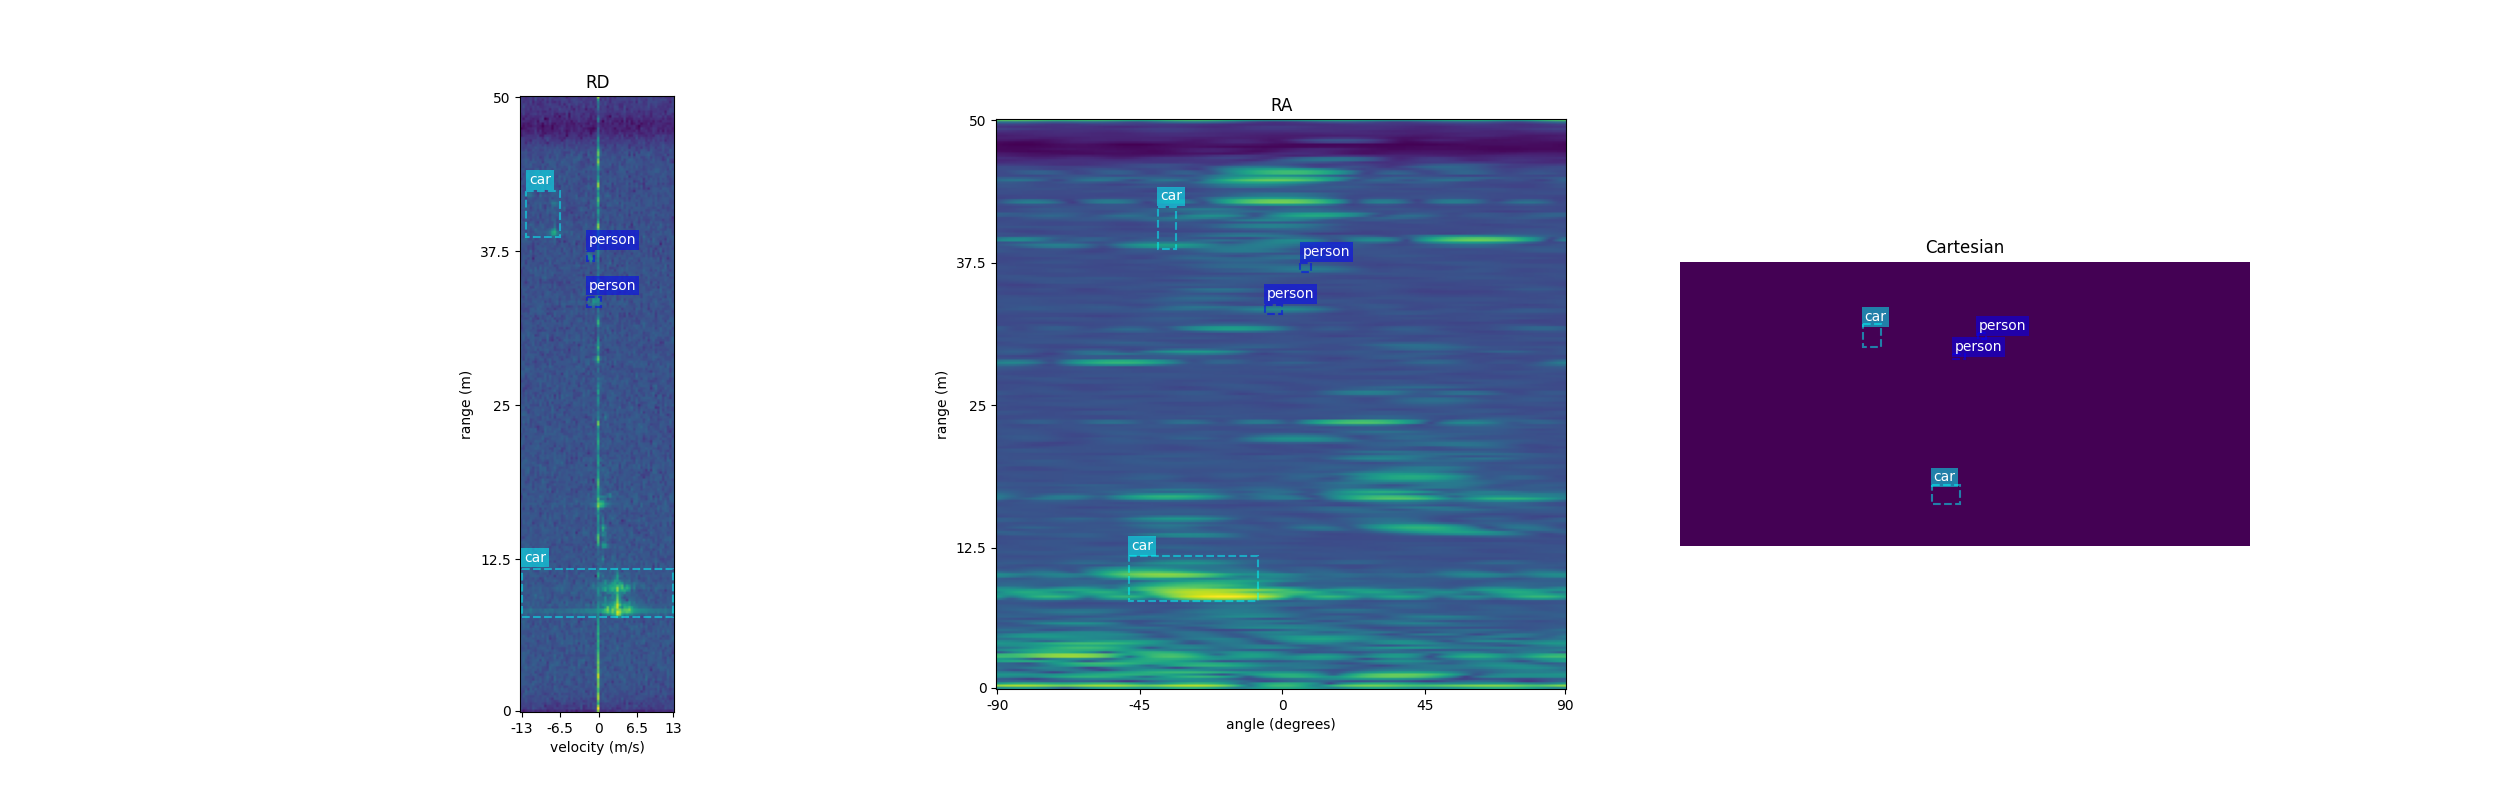 RD
50
37.5
25
12.5
0
range (m)
car
person
person
car
-13
-6.5
0
6.5
13
velocity (m/s)
RA
50
37.5
25
12.5
0
range (m)
car
person
person
car
-90
-45
0
45
90
angle (degrees)
Cartesian
car
person
person
car